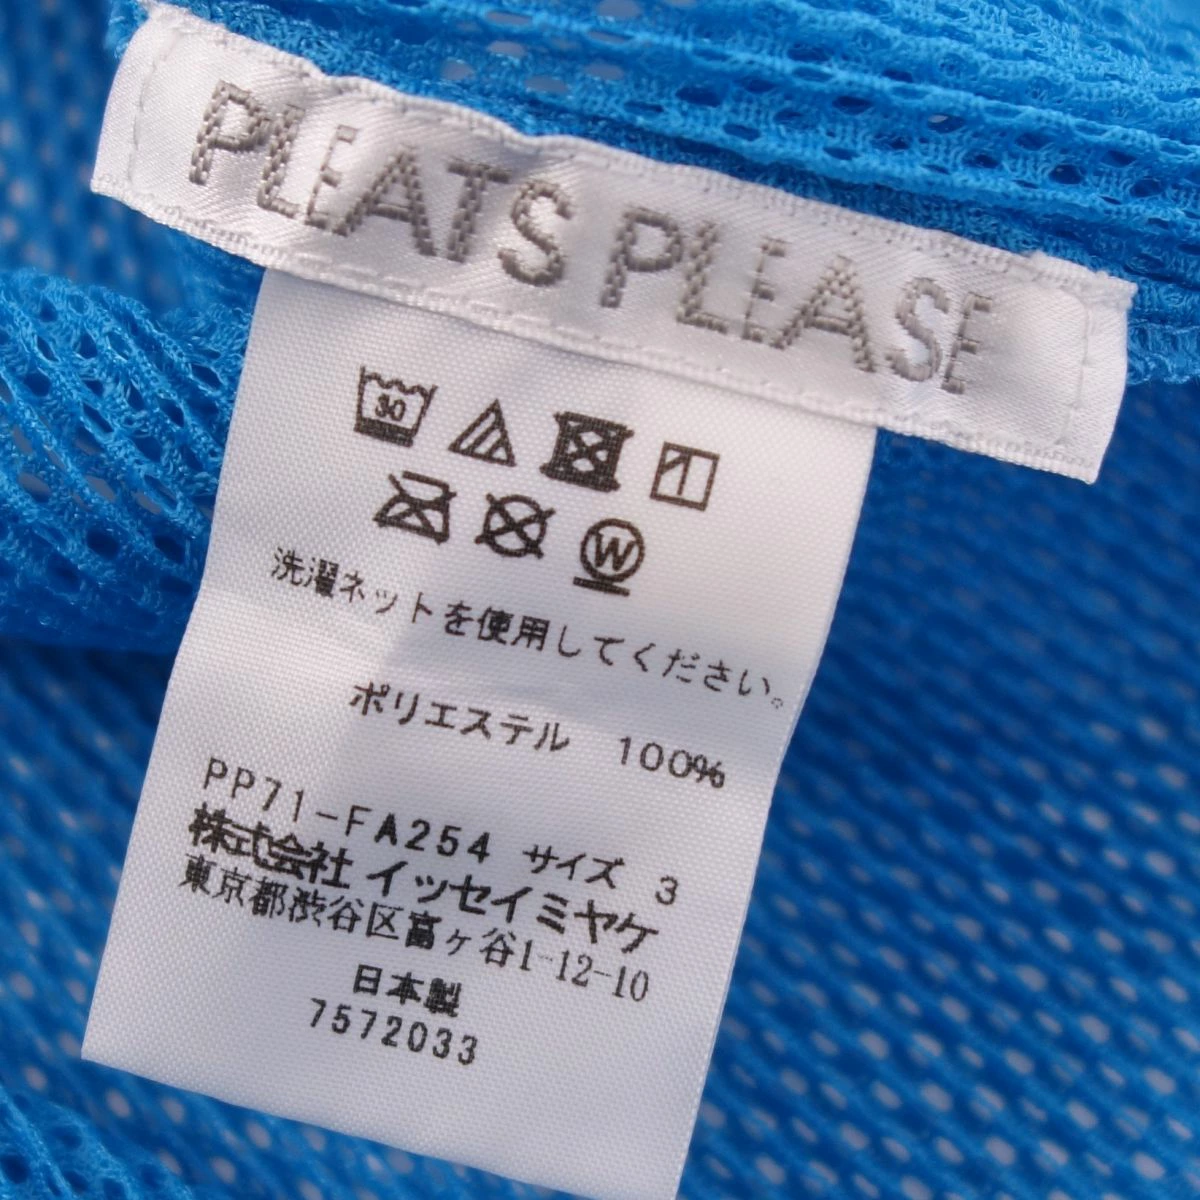 PLEATS PLEASE
30
W
洗濯ネットを使用してください。
ポリエステル 100%
PP71-FA254 サイズ 3
株式会社 イッセイミヤケ
東京都渋谷区富ヶ谷1-12-10
日本製
7572033